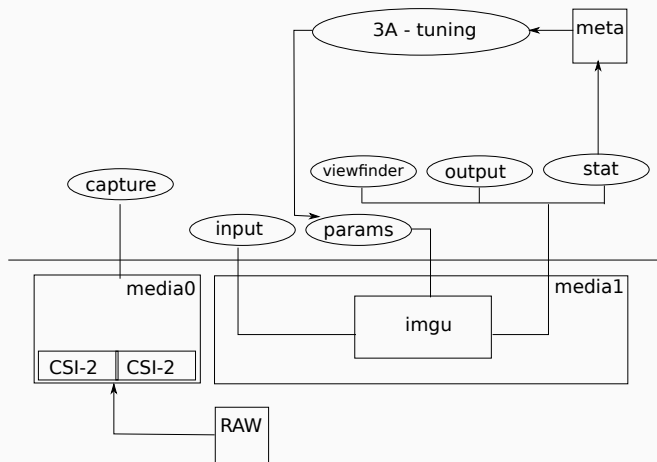 3A - tuning
meta
viewfinder
output
stat
capture
input
params
media0
media1
imgu
CSI-2
CSI-2
RAW